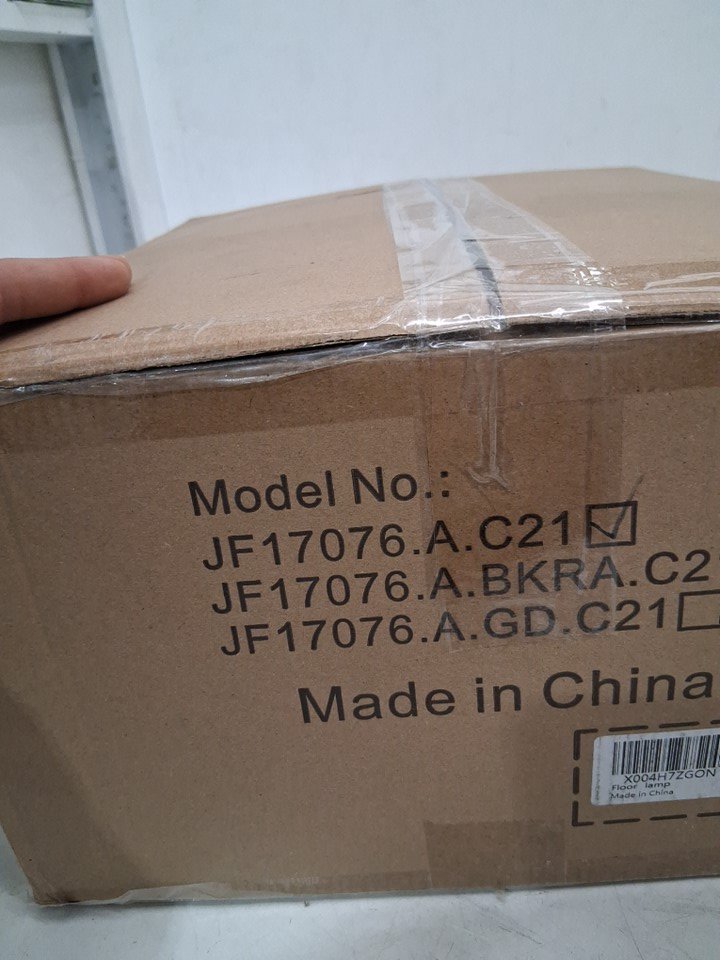 Model No.:
JF17076.A.C21
JF17076.A.BKRA.C2
JF17076.A.GD.C21
Made in China
X004H7ZGON
Floor lamp
Made in China